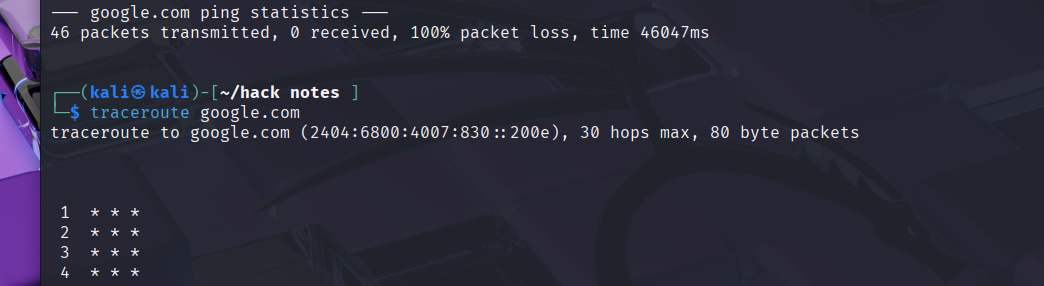 --- google.com ping statistics ---
46 packets transmitted, 0 received, 100% packet loss, time 46047ms
┌──(kali㉿kali)-[~/hack notes ]
└─$ traceroute google.com
traceroute to google.com (2404:6800:4007:830::200e), 30 hops max, 80 byte packets
1 * * *
2 * * *
3 * * *
4 * * *